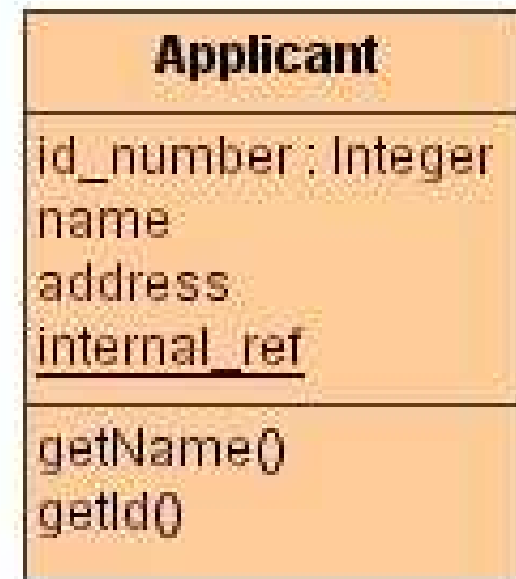 Applicant
id_number : Integer
name
address
internal_ref
getName()
getId()